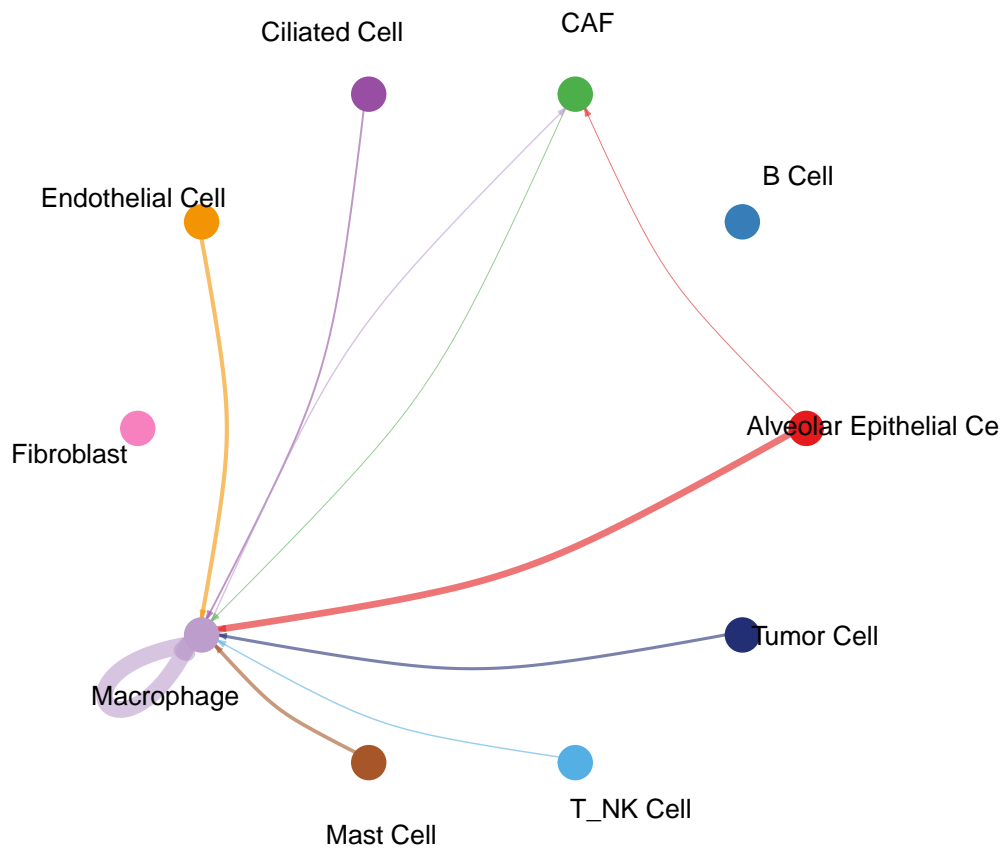 CAF
Ciliated Cell
B Cell
Endothelial Cell
Alveolar Epithelial Ce
Fibroblast
Tumor Cell
Macrophage
T_NK Cell
Mast Cell